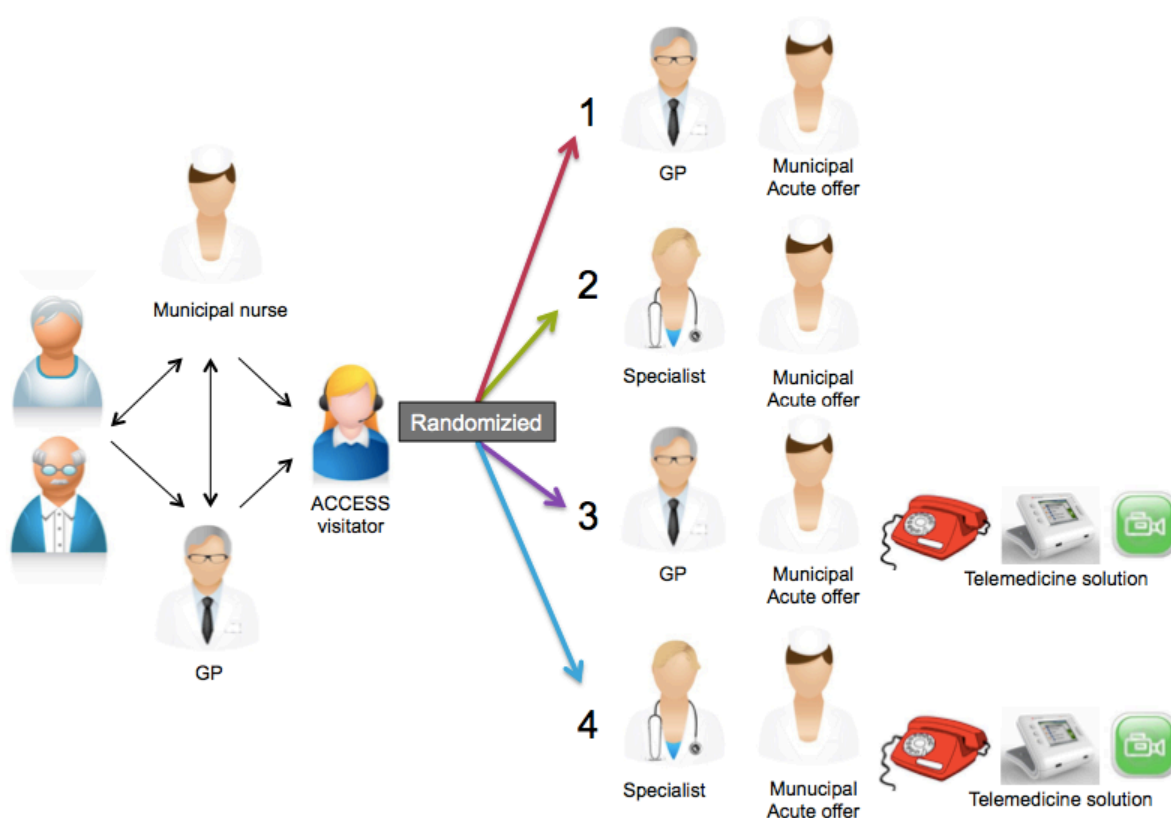 Municipal nurse
GP
ACCESS
visitator
Randomizied
1
GP
Municipal
Acute offer
2
Specialist
Municipal
Acute offer
3
GP
Municipal
Acute offer
Telemedicine solution
4
Specialist
Munucipal
Acute offer
Telemedicine solution